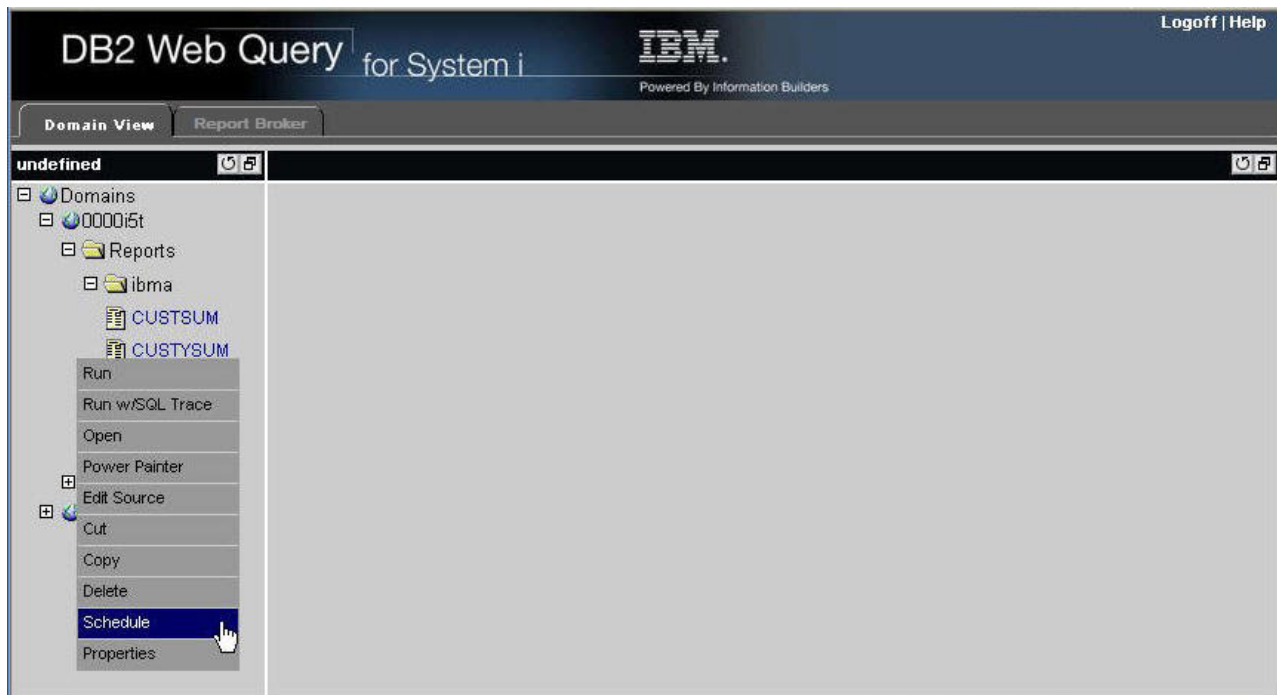 Logoff | Help
DB2 Web Query for System i
IBM.
Powered By Information Builders
Domain View Report Broker
undefined
Domains
0000i5t
Reports
ibma
CUSTSUM
CUSTYSUM
Run
Run w/SQL Trace
Open
Power Painter
Edit Source
Cut
Copy
Delete
Schedule
Properties